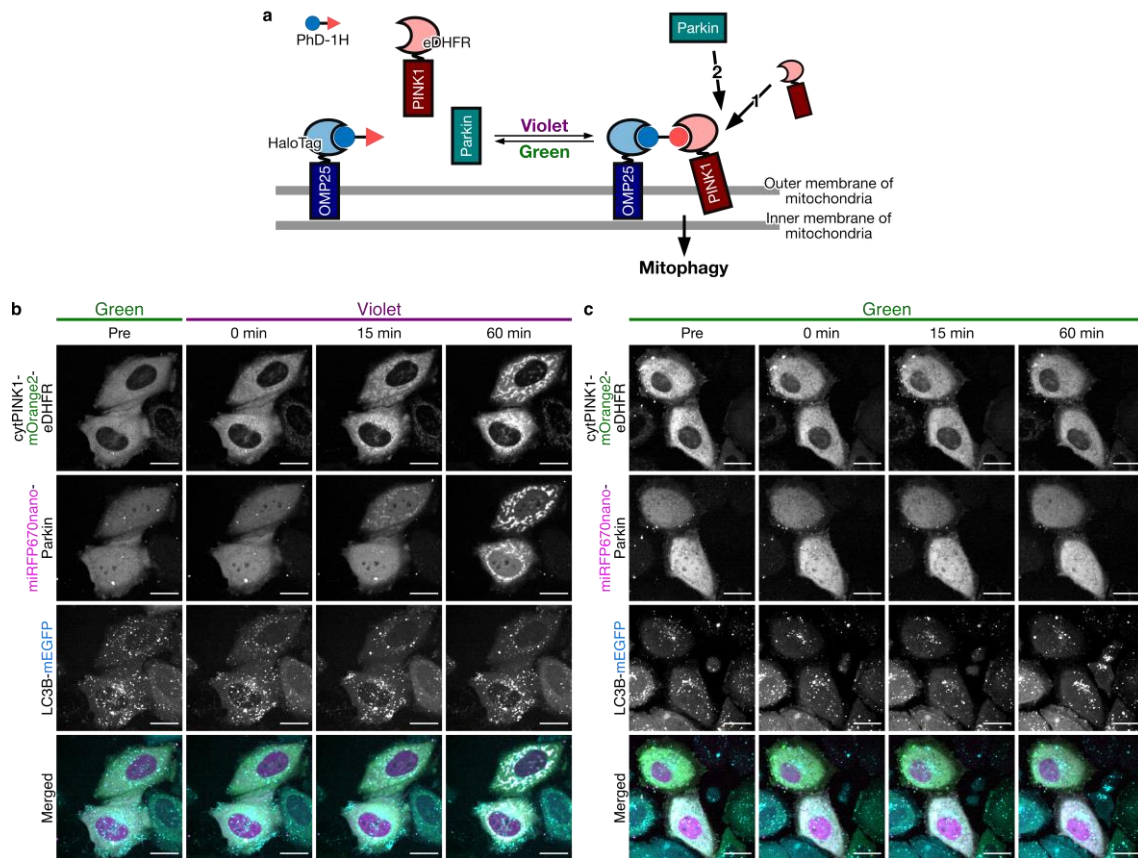 a
PhD-1H
eDHFR
PINK1
Parkin
HaloTag
OMP25
Violet
Green
Parkin
2
1
OMP25
PINK1
Outer membrane of
mitochondria
Inner membrane of
mitochondria
Mitophagy
b
Green
Violet
Pre
0 min
15 min
60 min
cytPINK1-
mOrange2-
eDHFR
miRFP670nano-
Parkin
LC3B-mEGFP
Merged
c
Green
Pre
0 min
15 min
60 min
cytPINK1-
mOrange2-
eDHFR
miRFP670nano-
Parkin
LC3B-mEGFP
Merged